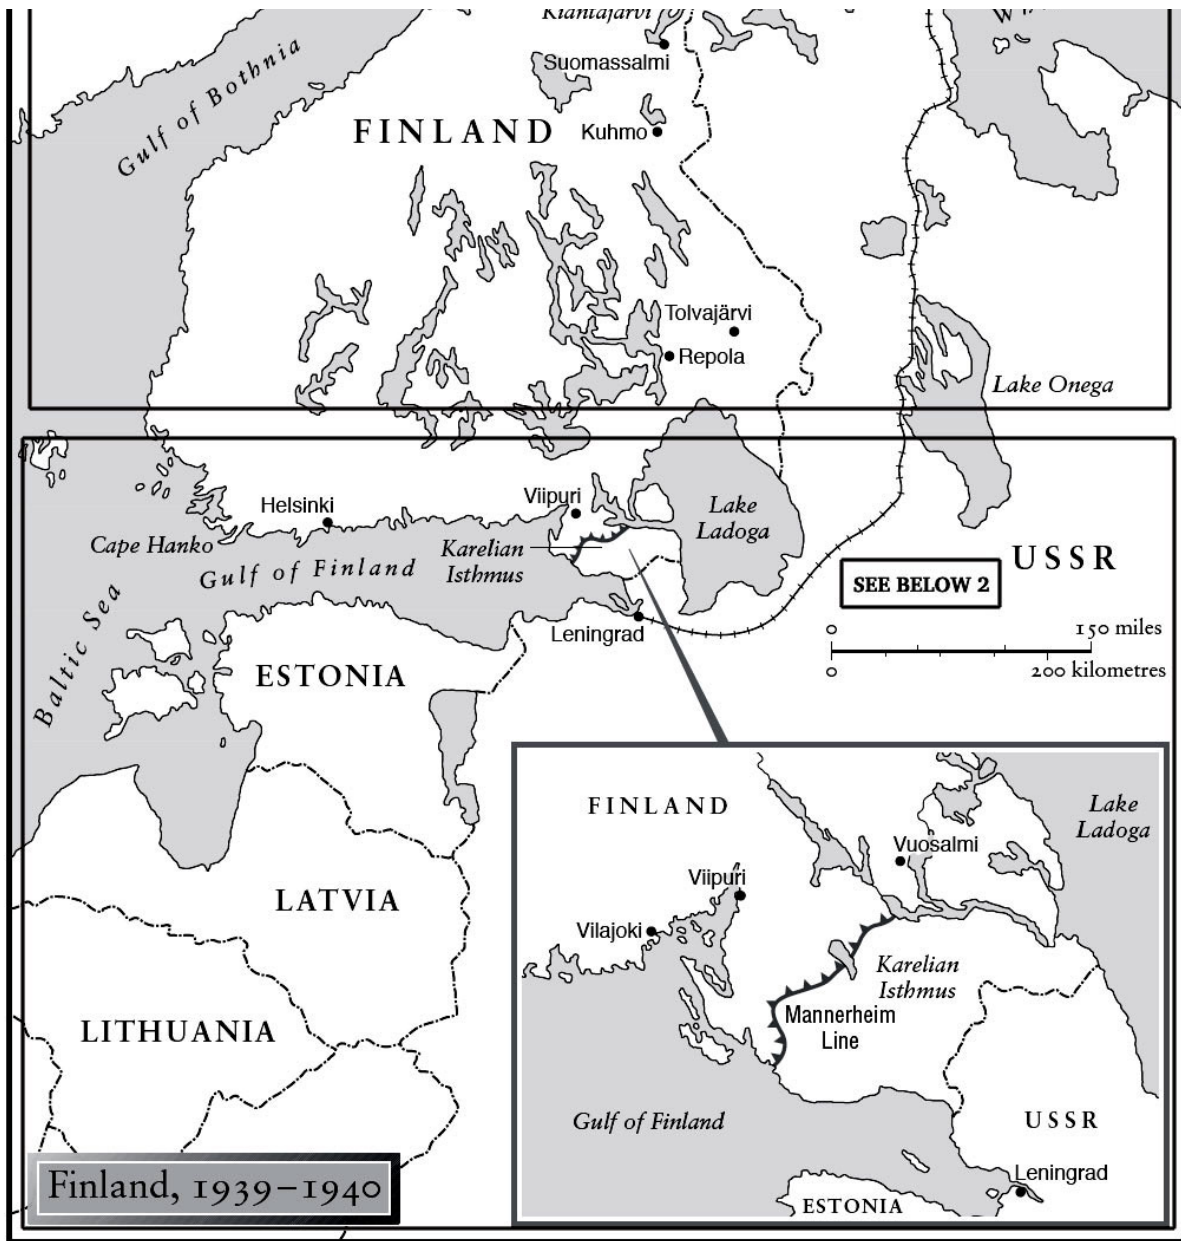 Kiantajärvi
Gulf of Bothnia
Suomassalmi
FINLAND
Kuhmo
Tolvajärvi
Repola
Lake Onega
Helsinki
Viipuri
Lake
Ladoga
Cape Hanko
Karelian
Isthmus
Gulf of Finland
USSR
SEE BELOW 2
Baltic Sea
Leningrad
0
150 miles
0
200 kilometres
ESTONIA
LATVIA
LITHUANIA
FINLAND
Lake
Ladoga
Vuosalmi
Viipuri
Vilajoki
Karelian
Isthmus
Mannerheim
Line
Gulf of Finland
USSR
Leningrad
ESTONIA
Finland, 1939–1940